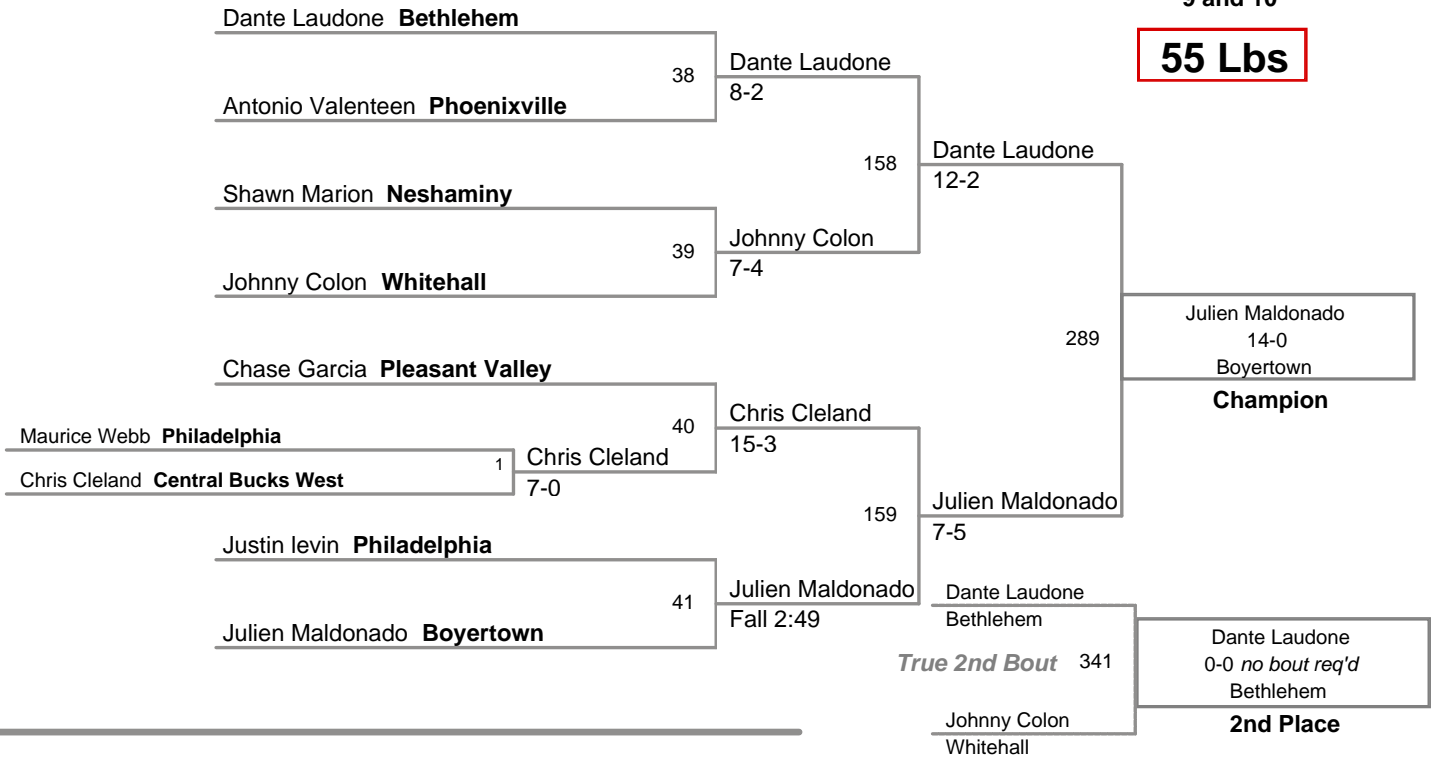 9 and 10
Dante Laudone Bethlehem
55 Lbs
38
Dante Laudone
8-2
Antonio Valenteen Phoenixville
158
Dante Laudone
12-2
Shawn Marion Neshaminy
39
Johnny Colon
7-4
Johnny Colon Whitehall
289
Julien Maldonado
14-0
Boyertown
Champion
Chase Garcia Pleasant Valley
40
Chris Cleland
15-3
Maurice Webb Philadelphia
1
Chris Cleland
7-0
Chris Cleland Central Bucks West
159
Julien Maldonado
7-5
Justin levin Philadelphia
41
Julien Maldonado
Fall 2:49
Julien Maldonado Boyertown
Dante Laudone
Bethlehem
True 2nd Bout 341
Dante Laudone
0-0 no bout req'd
Bethlehem
2nd Place
Johnny Colon
Whitehall